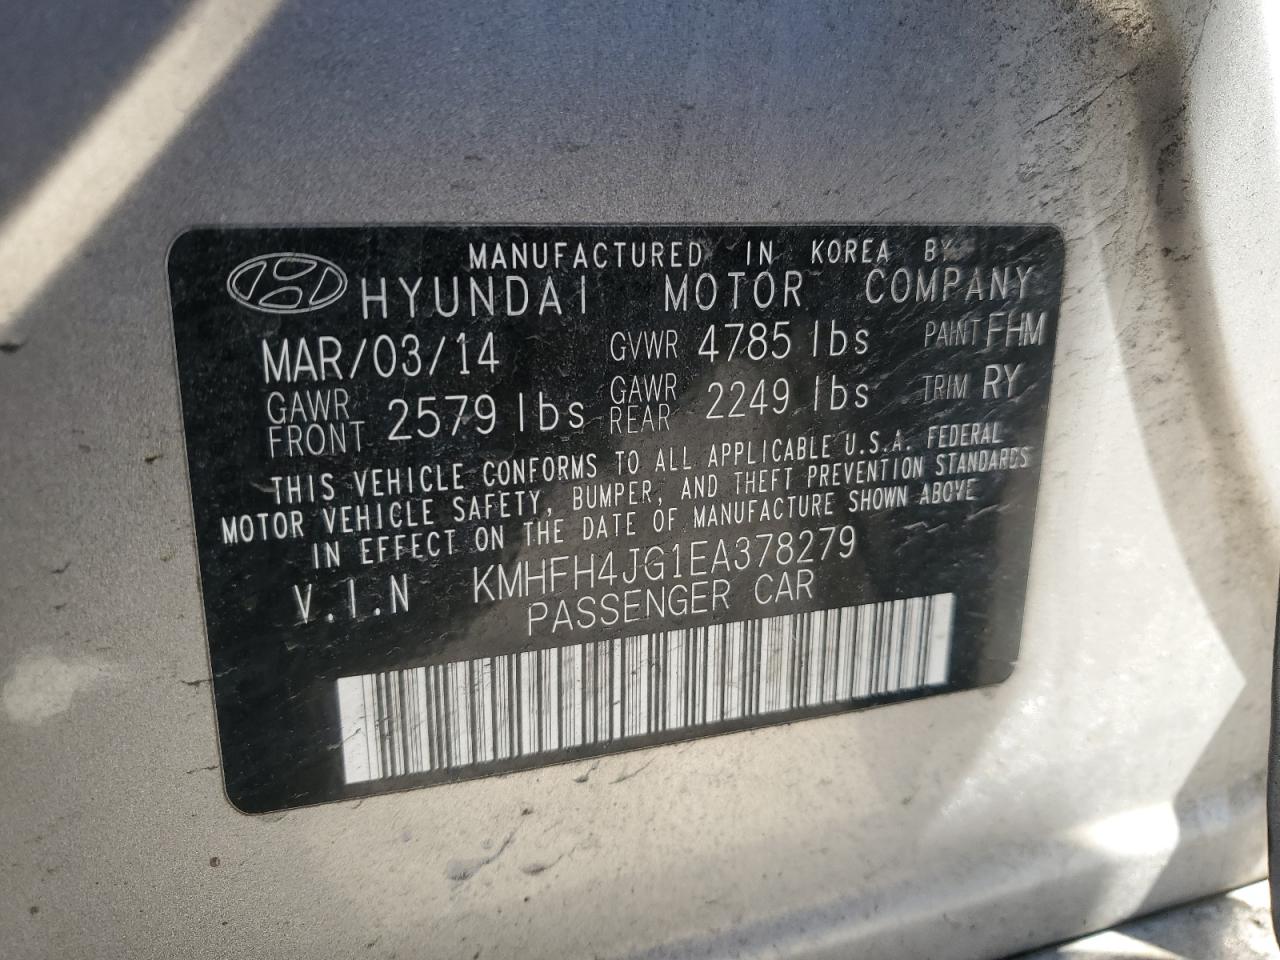 MANUFACTURED IN KOREA BY
HYUNDAI MOTOR COMPANY
MAR/03/14 GVWR 4785 lbs PAINT FHM
GAWR FRONT 2579 lbs GAWR REAR 2249 lbs TRIM RY
THIS VEHICLE CONFORMS TO ALL APPLICABLE U.S.A. FEDERAL
MOTOR VEHICLE SAFETY, BUMPER, AND THEFT PREVENTION STANDARDS
IN EFFECT ON THE DATE OF MANUFACTURE SHOWN ABOVE
V.I.N KMHFH4JG1EA378279
PASSENGER CAR